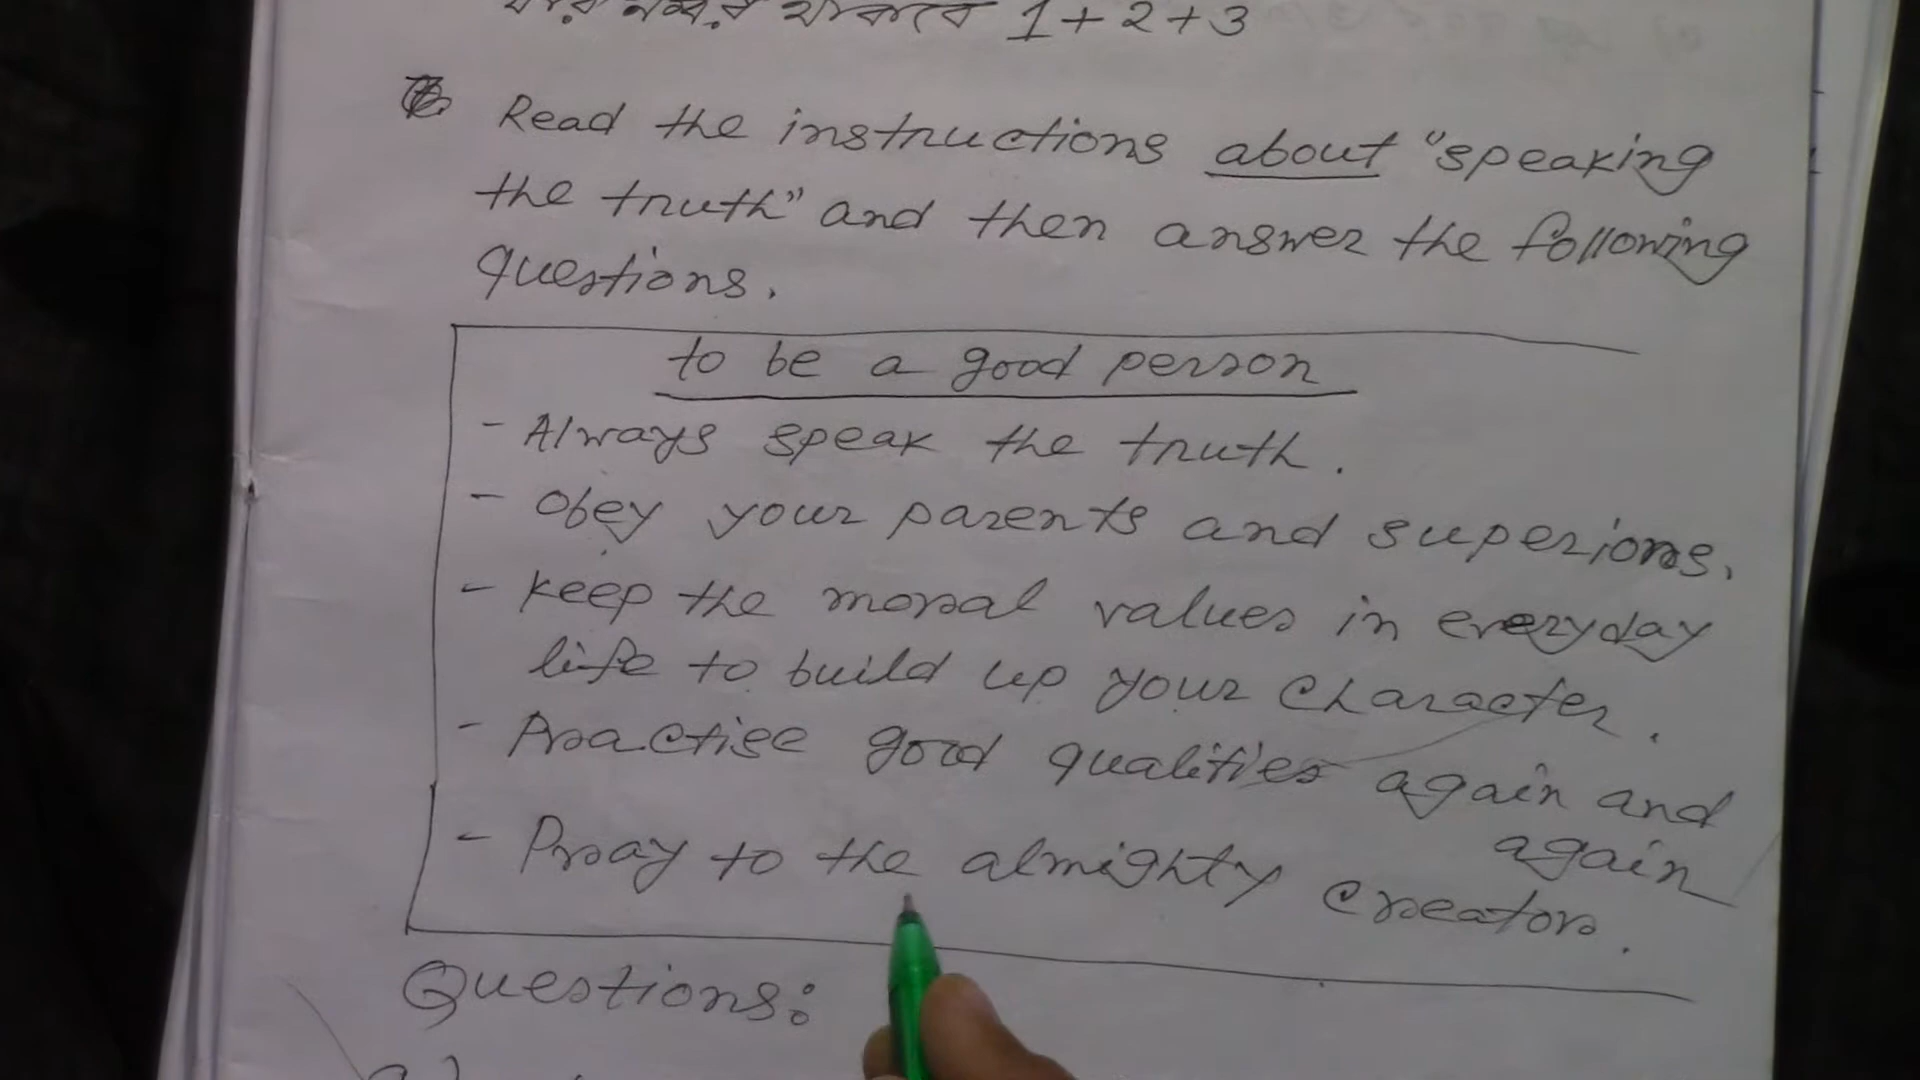 থাকবে 1+2+3
Read the instructions about "speaking
the truth" and then answer the following
questions.
to be a good person
- Always speak the truth.
- Obey your parents and superiors.
- Keep the moral values in everyday
life to build up your character.
- Practise good qualities again and
again
- Pray to the almighty creator.
Questions: